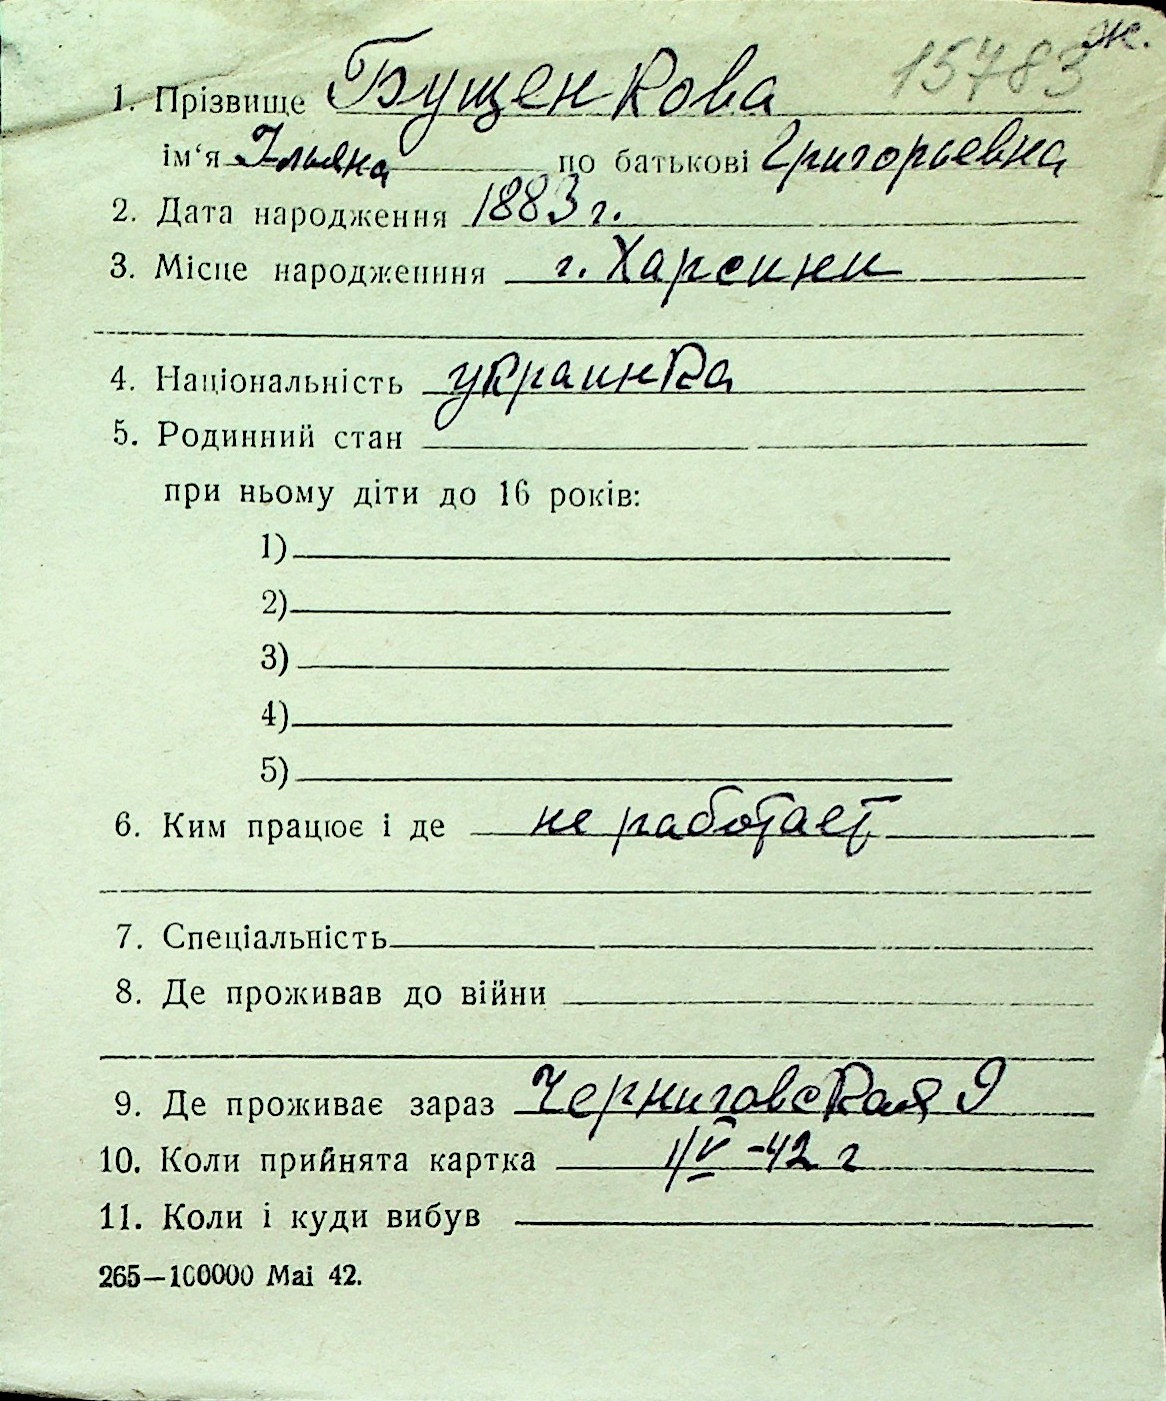 15783 ж.
1. Прізвище Бущенкова
ім'я Ульяна по батькові Григорьевна
2. Дата народження 1883 г.
3. Місце народженння г.
4. Національність украинка
5. Родинний стан
при ньому діти до 16 років:
1)
2)
3)
4)
5)
6. Ким працює і де не работает
7. Спеціальність
8. Де проживав до війни
9. Де проживає зараз Черниговская 9
10. Коли прийнята картка 1/V-42 г
11. Коли і куди вибув
265—100000 Маі 42.